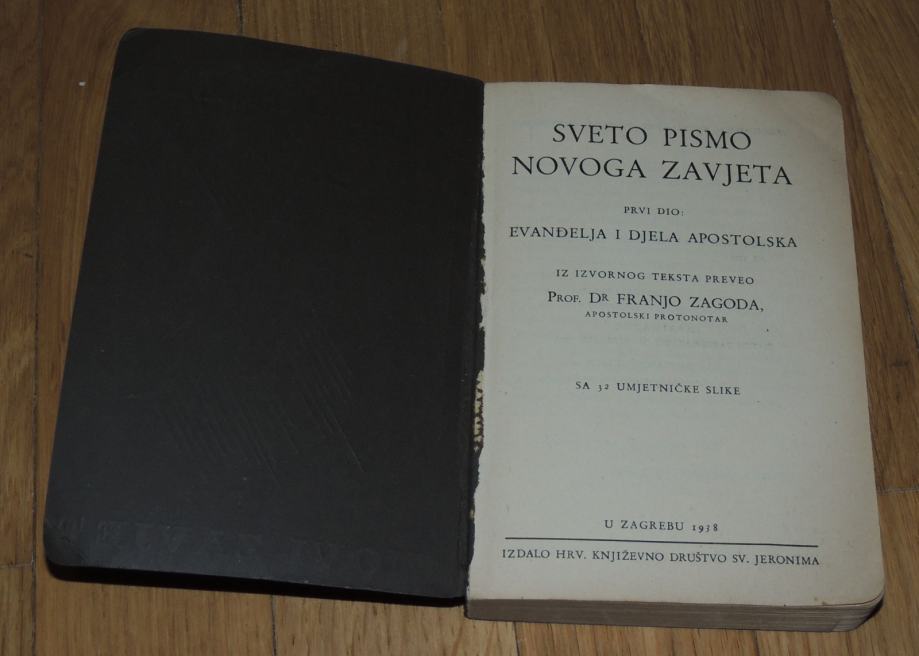 SVETO PISMO
NOVOGA ZAVJETA
PRVI DIO:
EVANĐELJA I DJELA APOSTOLSKA
IZ IZVORNOG TEKSTA PREVEO
PROF. DR FRANJO ZAGODA,
APOSTOLSKI PROTONOTAR
SA 32 UMJETNIČKE SLIKE
U ZAGREBU 1938
IZDALO HRV. KNJIŽEVNO DRUŠTVO SV. JERONIMA